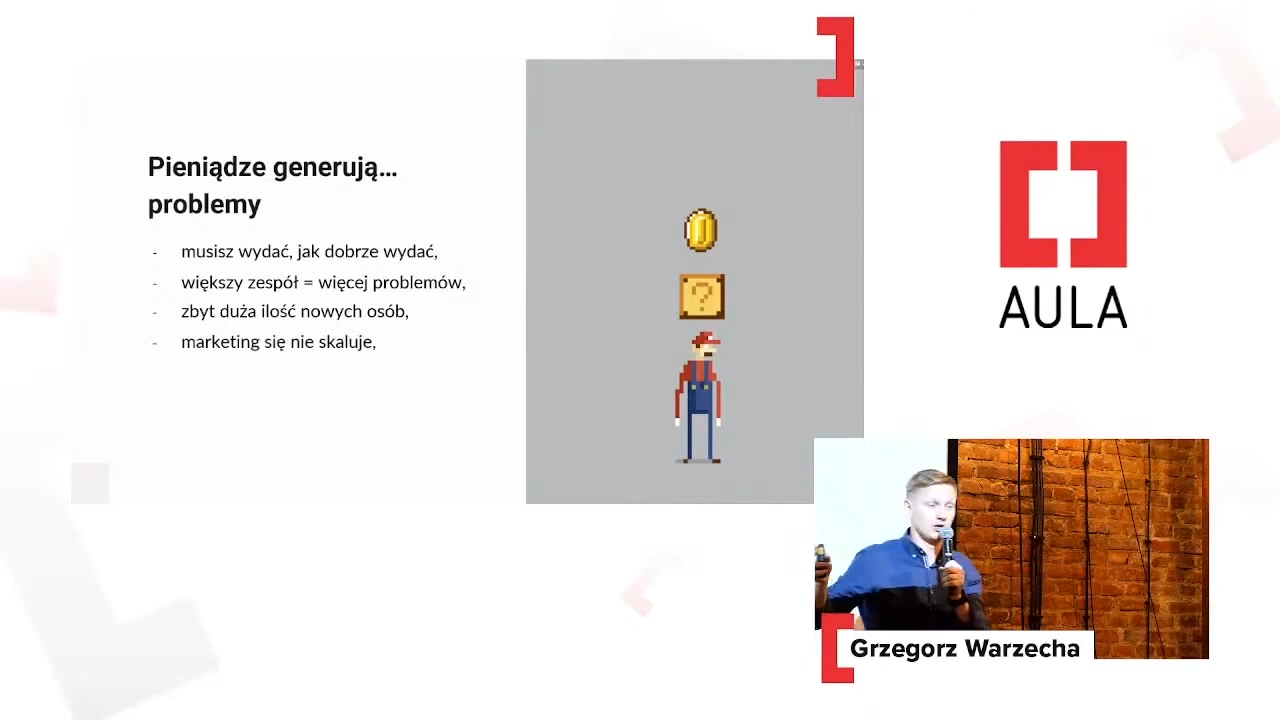 Pieniądze generują...
problemy
- musisz wydać, jak dobrze wydać,
- większy zespół = więcej problemów,
- zbyt duża ilość nowych osób,
- marketing się nie skaluje,
?
AULA
Grzegorz Warzecha